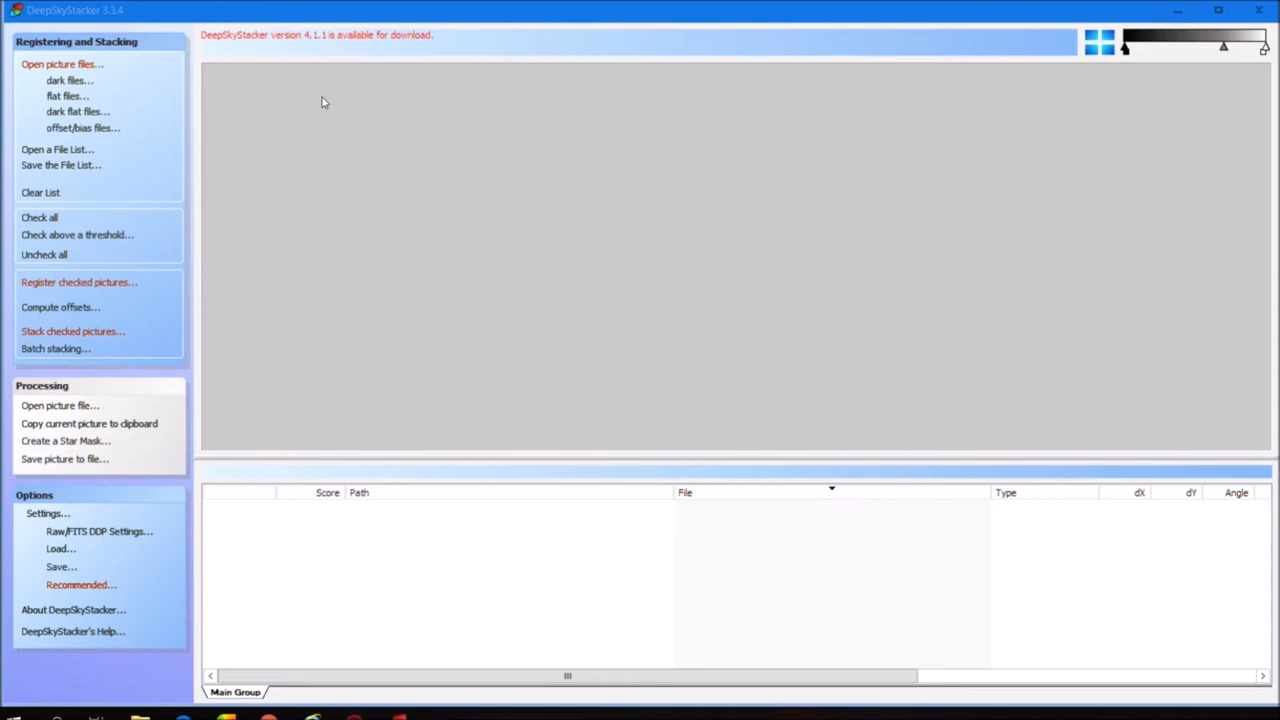 DeepSkyStacker 3.3.4
Registering and Stacking
Open picture files...
dark files...
flat files...
dark flat files...
offset/bias files...
Open a File List...
Save the File List...
Clear List
Check all
Check above a threshold...
Uncheck all
Register checked pictures...
Compute offsets...
Stack checked pictures...
Batch stacking...
Processing
Open picture file...
Copy current picture to clipboard
Create a Star Mask...
Save picture to file...
Options
Settings...
Raw/FITS DDP Settings...
Load...
Save...
Recommended...
About DeepSkyStacker...
DeepSkyStacker's Help...
DeepSkyStacker version 4.1.1 is available for download.
Score Path File Type dX dY Angle
Main Group